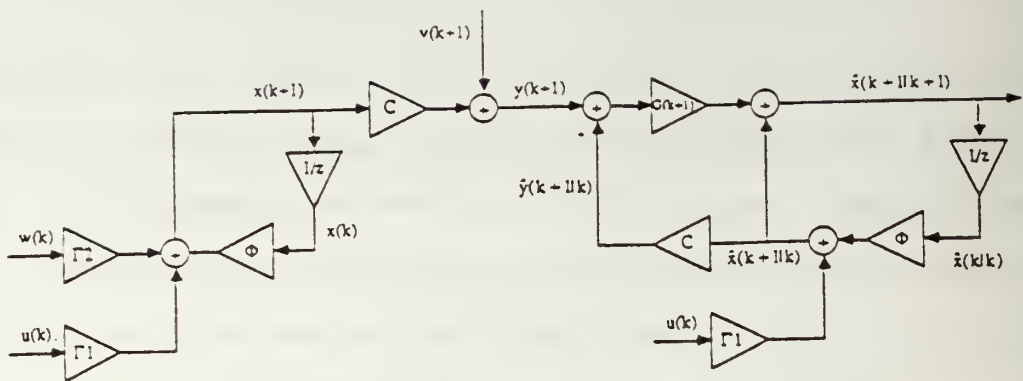 v(k+1)
x(k+1)
C
+
y(k+1)
+
-
G(k+1)
+
x̂(k+1|k+1)
1/z
1/z
ŷ(k+1|k)
w(k)
Γ2
+
Φ
x(k)
C
x̂(k+1|k)
+
Φ
x̂(k|k)
u(k)
Γ1
u(k)
Γ1